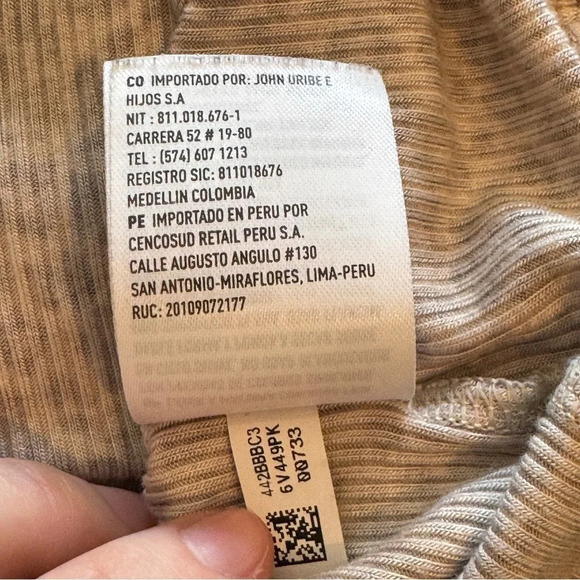 CO IMPORTADO POR: JOHN URIBE E
HIJOS S.A
NIT : 811.018.676-1
CARRERA 52 # 19-80
TEL : (574) 607 1213
REGISTRO SIC: 811018676
MEDELLIN COLOMBIA
PE IMPORTADO EN PERU POR
CENCOSUD RETAIL PERU S.A.
CALLE AUGUSTO ANGULO #130
SAN ANTONIO-MIRAFLORES, LIMA-PERU
RUC: 20109072177
442BBBC3
6V449PK
00733